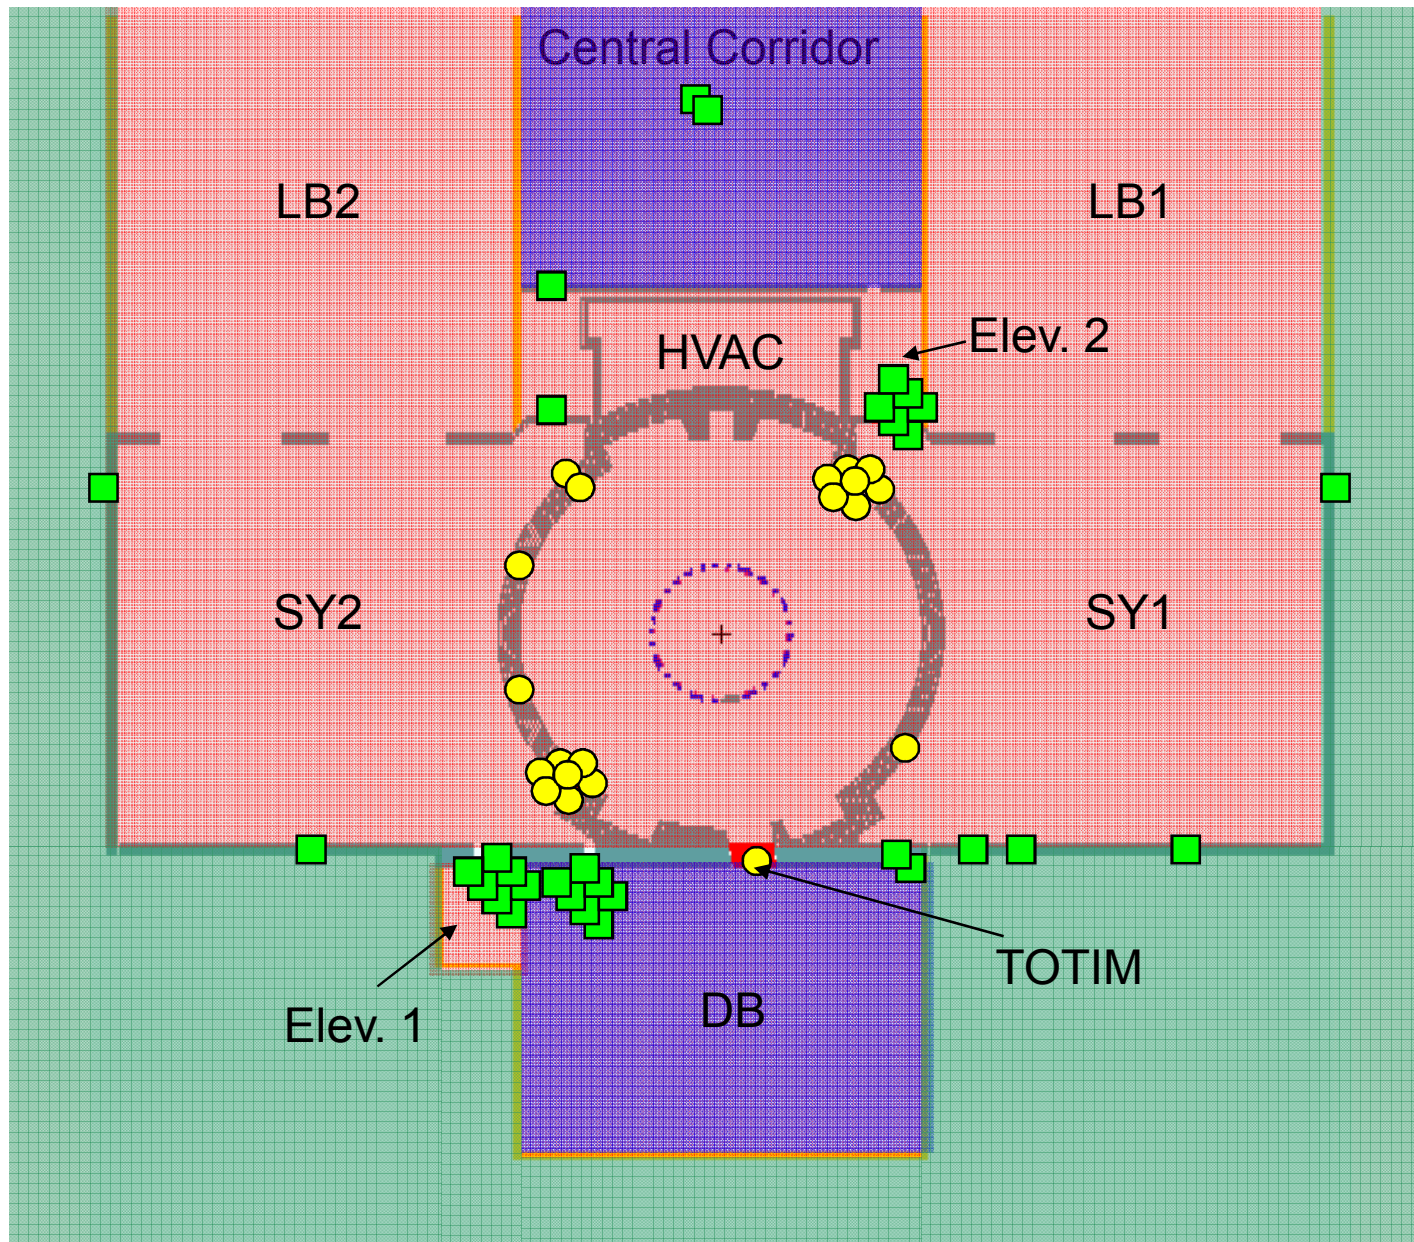 Central Corridor
LB2
LB1
Elev. 2
HVAC
SY2
SY1
TOTIM
DB
Elev. 1